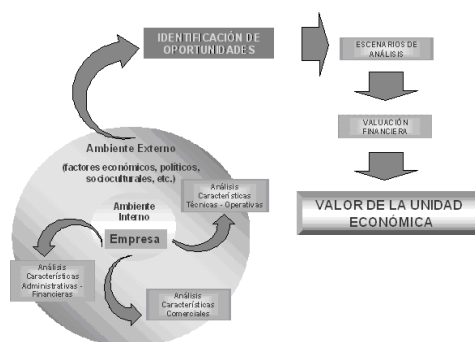 IDENTIFICACIÓN DE
OPORTUNIDADES
ESCENARIOS DE
ANÁLISIS
VALUACIÓN
FINANCIERA
VALOR DE LA UNIDAD
ECONÓMICA
Ambiente Externo
(factores económicos, políticos,
socioculturales, etc.)
Ambiente
Interno
Empresa
Análisis
Características
Técnicas - Operativas
Análisis
Características
Administrativas -
Financieras
Análisis
Características
Comerciales